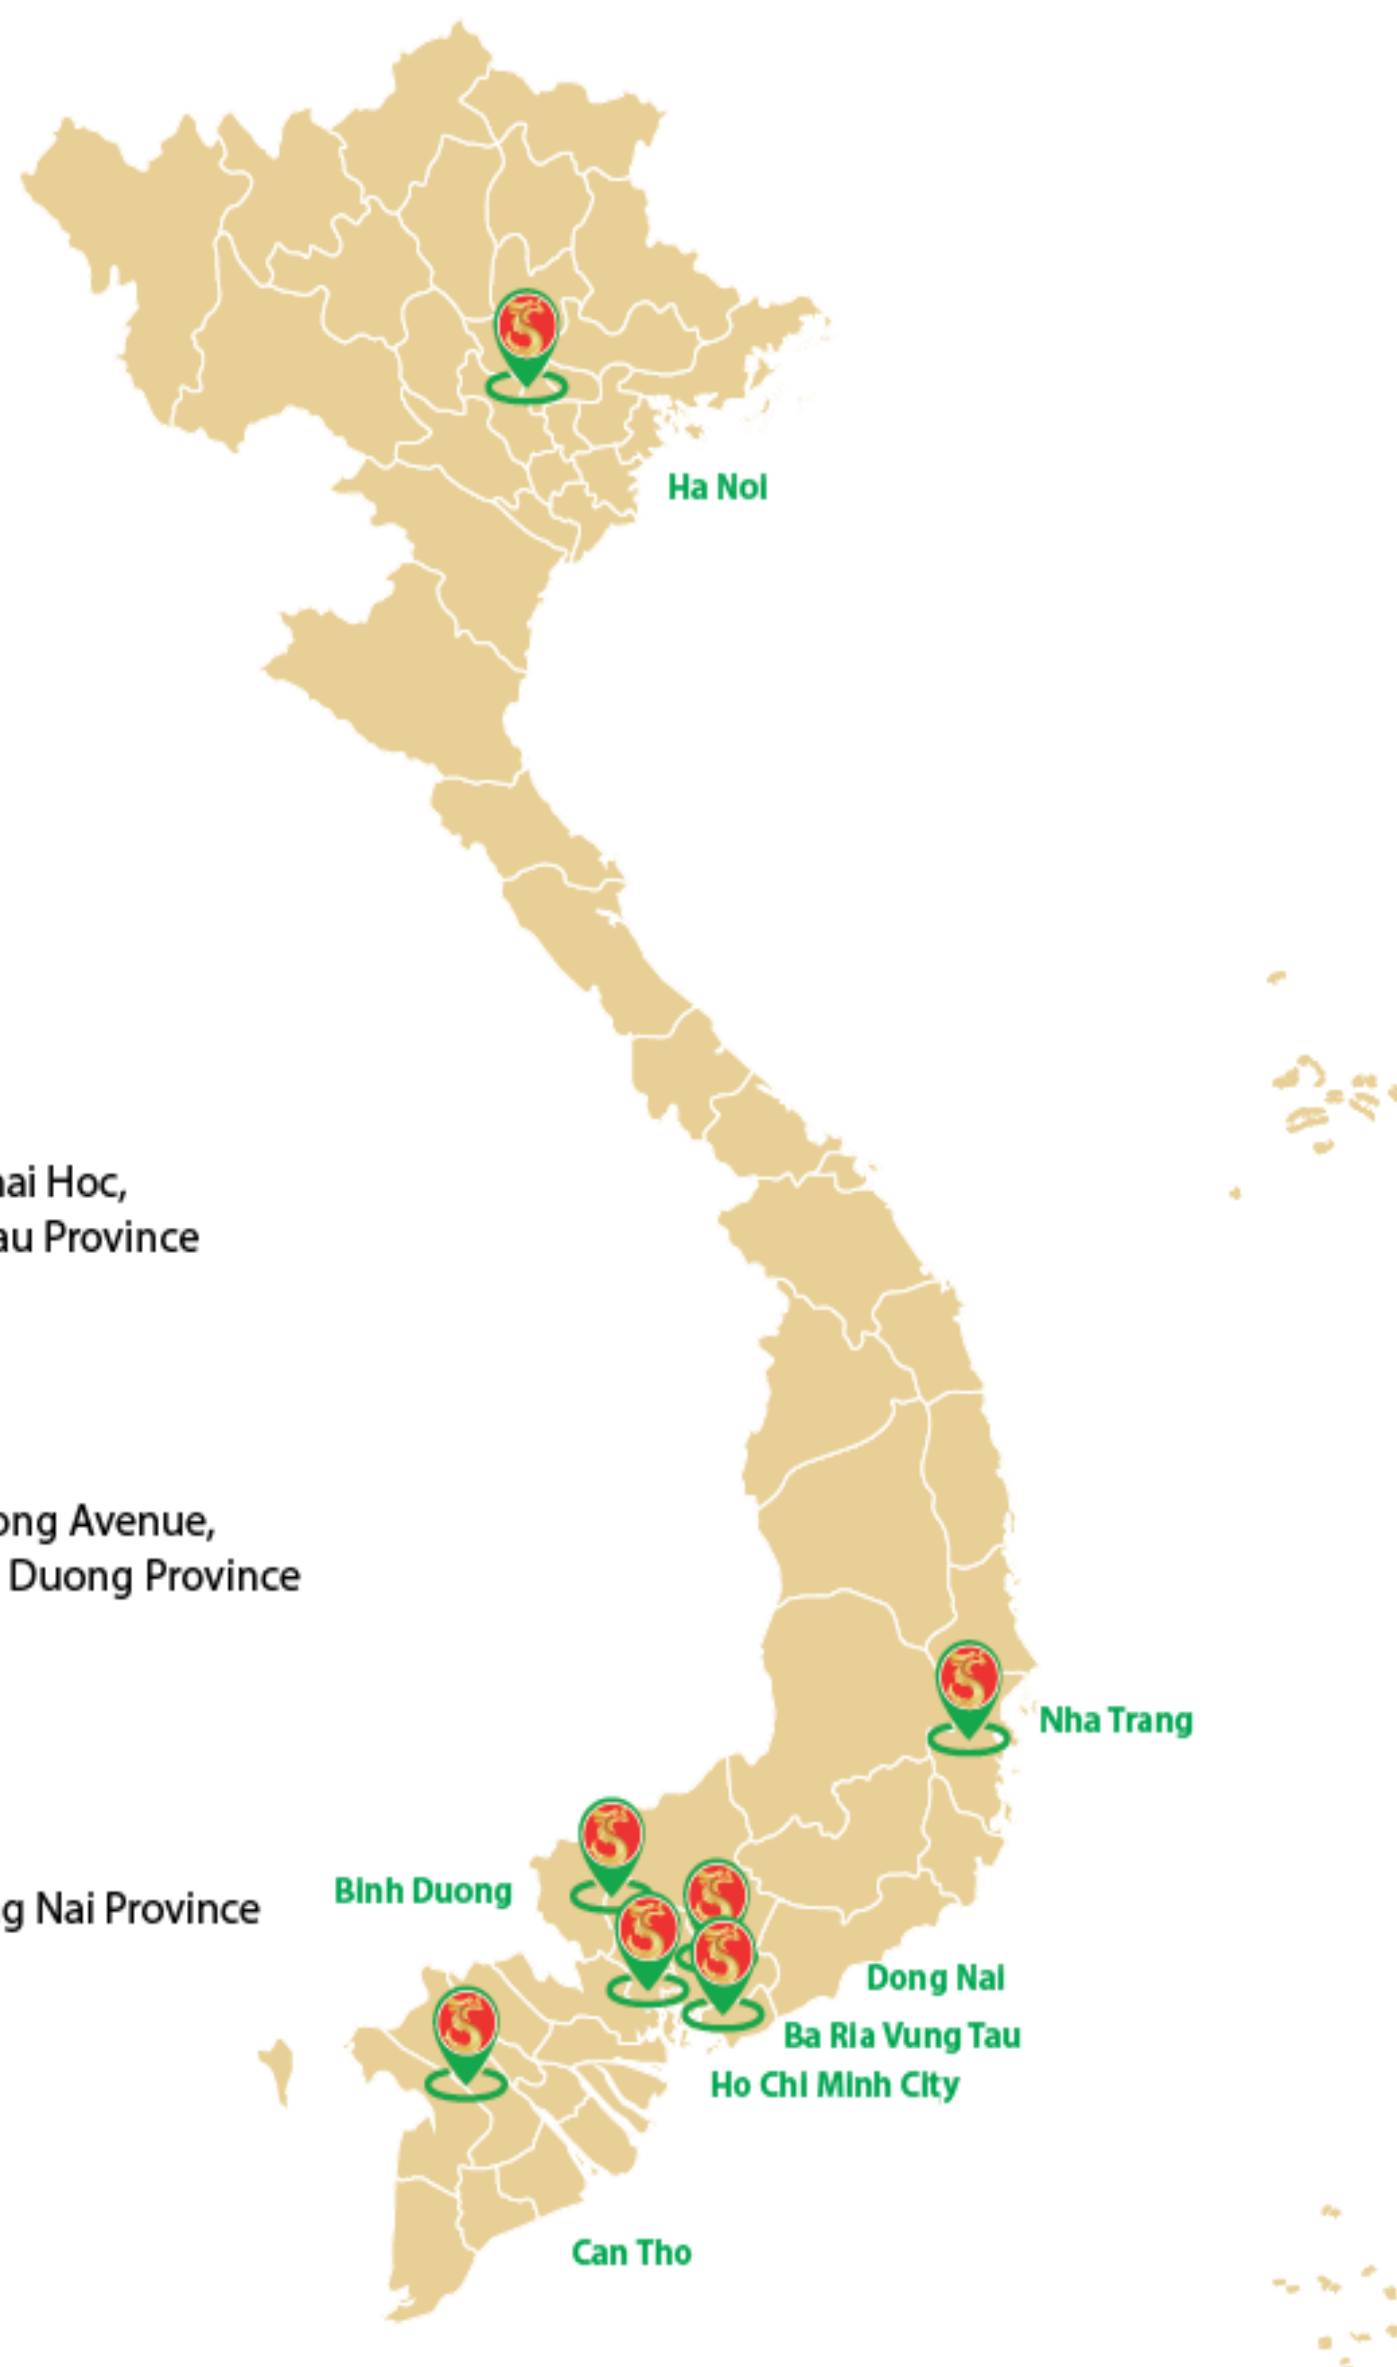 Ha Noi
hai Hoc,
au Province
ong Avenue,
Duong Province
Nha Trang
Binh Duong
g Nai Province
Dong Nai
Ba Ria Vung Tau
Ho Chi Minh City
Can Tho